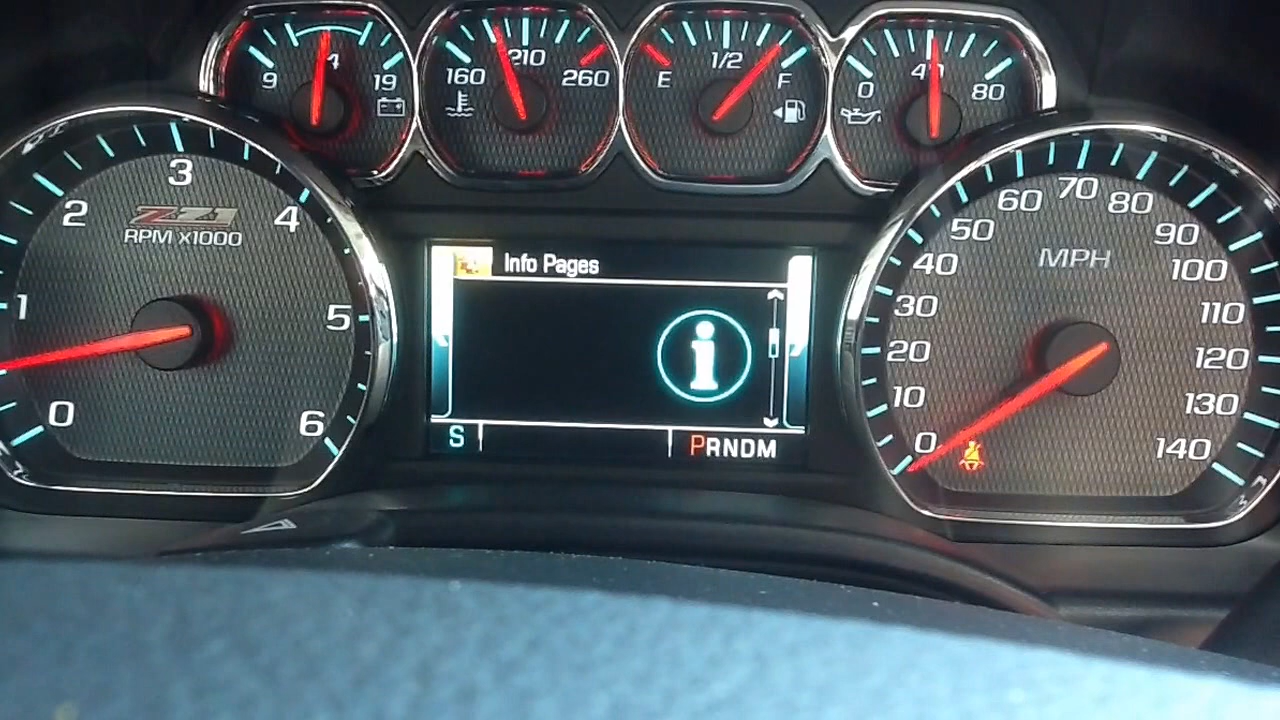 9 14 19
160 210 260
E 1/2 F
0 40 80
Z71
RPM X1000
0 1 2 3 4 5 6
Info Pages
i
S
PRNDM
MPH
0 10 20 30 40 50 60 70 80 90 100 110 120 130 140